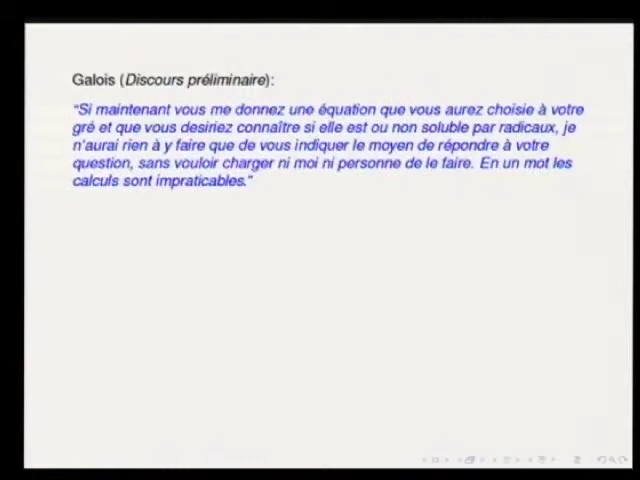 Galois (Discours préliminaire):
"Si maintenant vous me donnez une équation que vous aurez choisie à votre
gré et que vous desiriez connaître si elle est ou non soluble par radicaux, je
n'aurai rien à y faire que de vous indiquer le moyen de répondre à votre
question, sans vouloir charger ni moi ni personne de le faire. En un mot les
calculs sont impraticables."